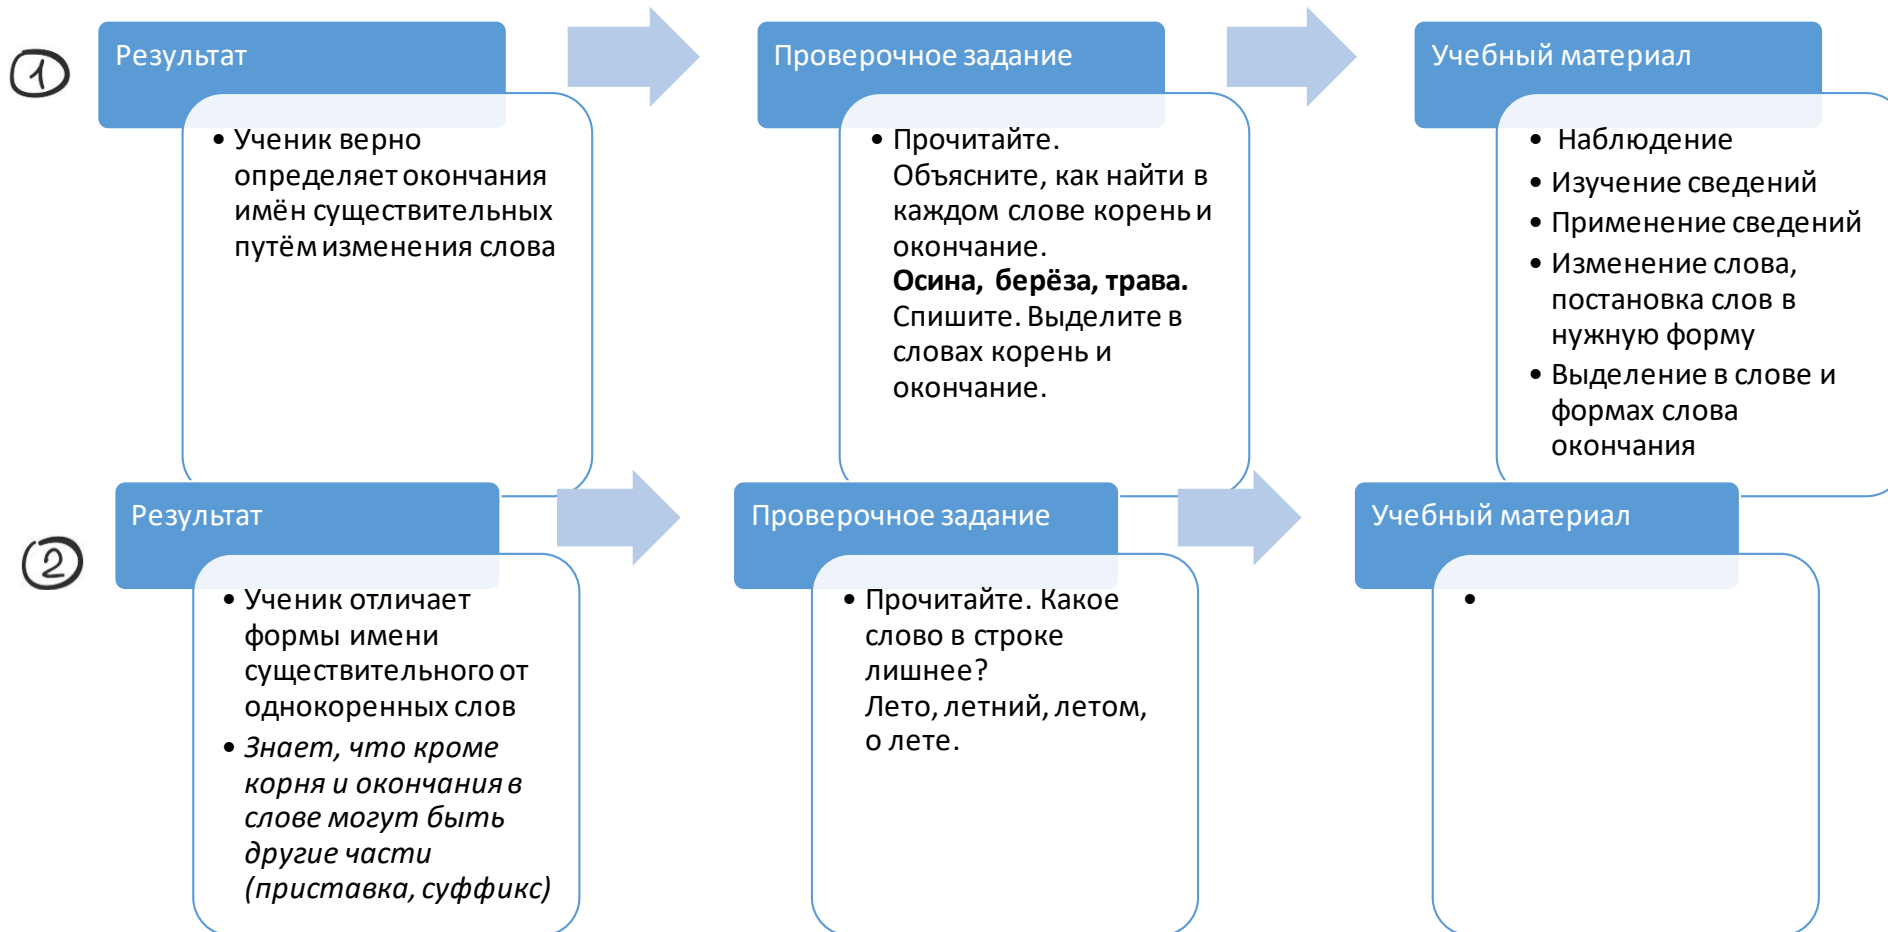 1
Результат
• Ученик верно
определяет окончания
имён существительных
путём изменения слова
Проверочное задание
• Прочитайте.
Объясните, как найти в
каждом слове корень и
окончание.
Осина, берёза, трава.
Спишите. Выделите в
словах корень и
окончание.
Учебный материал
• Наблюдение
• Изучение сведений
• Применение сведений
• Изменение слова,
постановка слов в
нужную форму
• Выделение в слове и
формах слова
окончания
2
Результат
• Ученик отличает
формы имени
существительного от
однокоренных слов
• Знает, что кроме
корня и окончания в
слове могут быть
другие части
(приставка, суффикс)
Проверочное задание
• Прочитайте. Какое
слово в строке
лишнее?
Лето, летний, летом,
о лете.
Учебный материал
•